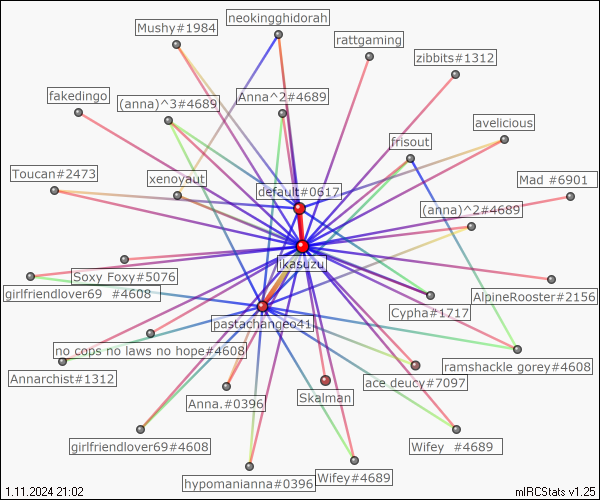 neokingghidorah
Mushy#1984
rattgaming
zibbits#1312
fakedingo
(anna)^3#4689
Anna^2#4689
avelicious
frisout
Toucan#2473
xenoyaut
default#0617
Mad #6901
(anna)^2#4689
ikasuzu
Soxy Foxy#5076
girlfriendlover69 #4608
AlpineRooster#2156
Cypha#1717
pastachangeo41
no cops no laws no hope#4608
ramshackle gorey#4608
Annarchist#1312
ace deucy#7097
Anna.#0396
Skalman
girlfriendlover69#4608
Wifey #4689
hypomanianna#0396
Wifey#4689
1.11.2024 21:02
mIRCStats v1.25